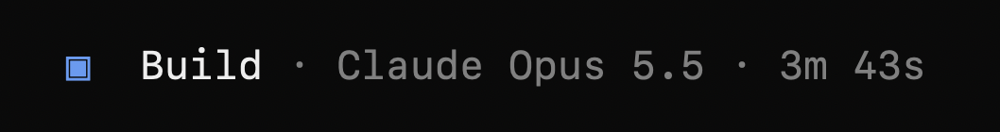 ▣ Build · Claude Opus 5.5 · 3m 43s